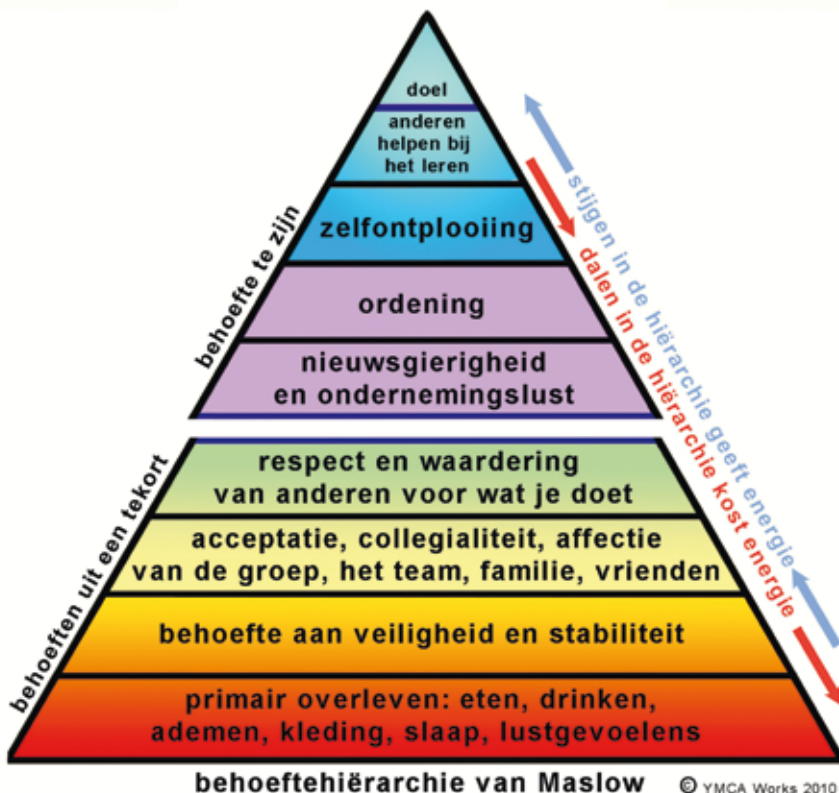 doel
anderen
helpen bij
het leren
zelfontplooiing
ordening
nieuwsgierigheid
en ondernemingslust
respect en waardering
van anderen voor wat je doet
acceptatie, collegialiteit, affectie
van de groep, het team, familie, vrienden
behoefte aan veiligheid en stabiliteit
primair overleven: eten, drinken,
ademen, kleding, slaap, lustgevoelens
behoefte te zijn
behoeften uit een tekort
stijgen in de hiërarchie geeft energie
dalen in de hiërarchie kost energie
behoeftehiërarchie van Maslow
© YMCA Works 2010